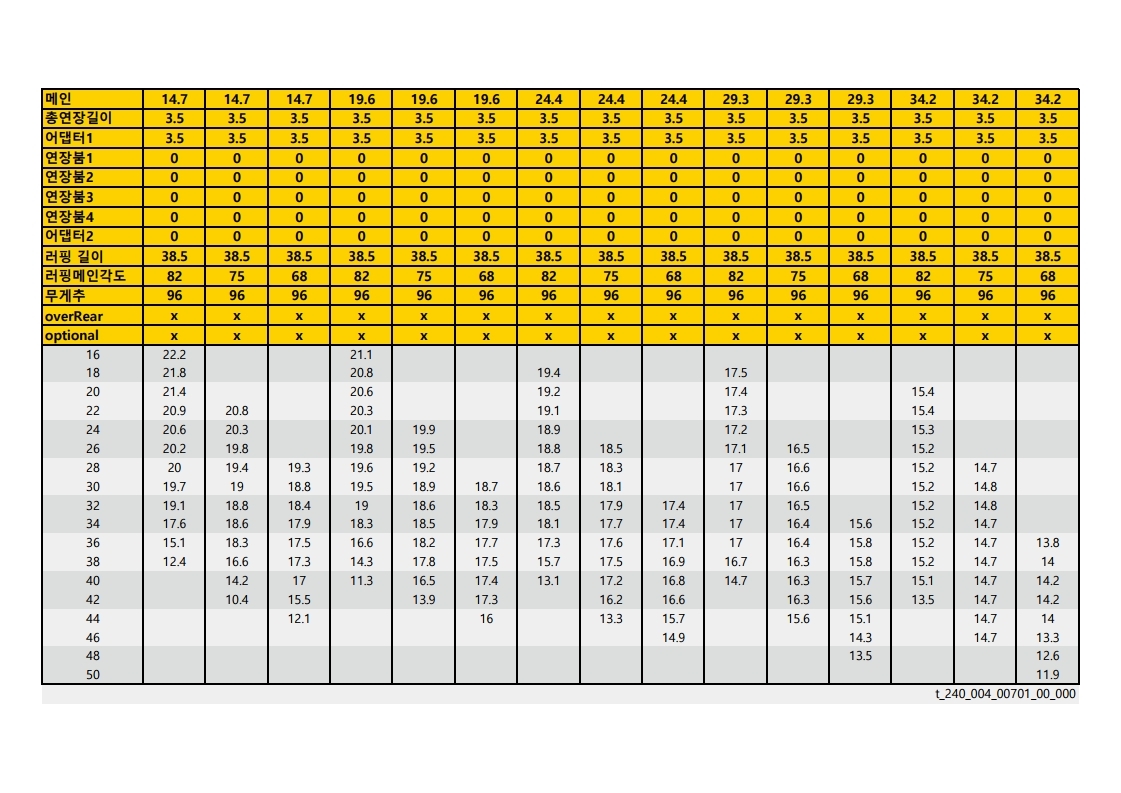 메인 14.7 14.7 14.7 19.6 19.6 19.6 24.4 24.4 24.4 29.3 29.3 29.3 34.2 34.2 34.2
총연장길이 3.5 3.5 3.5 3.5 3.5 3.5 3.5 3.5 3.5 3.5 3.5 3.5 3.5 3.5 3.5
어댑터1 3.5 3.5 3.5 3.5 3.5 3.5 3.5 3.5 3.5 3.5 3.5 3.5 3.5 3.5 3.5
연장붐1 0 0 0 0 0 0 0 0 0 0 0 0 0 0 0
연장붐2 0 0 0 0 0 0 0 0 0 0 0 0 0 0 0
연장붐3 0 0 0 0 0 0 0 0 0 0 0 0 0 0 0
연장붐4 0 0 0 0 0 0 0 0 0 0 0 0 0 0 0
어댑터2 0 0 0 0 0 0 0 0 0 0 0 0 0 0 0
러핑 길이 38.5 38.5 38.5 38.5 38.5 38.5 38.5 38.5 38.5 38.5 38.5 38.5 38.5 38.5 38.5
러핑메인각도 82 75 68 82 75 68 82 75 68 82 75 68 82 75 68
무게추 96 96 96 96 96 96 96 96 96 96 96 96 96 96 96
overRear x x x x x x x x x x x x x x x
optional x x x x x x x x x x x x x x x
16 22.2 21.1
18 21.8 20.8 19.4 17.5
20 21.4 20.6 19.2 17.4 15.4
22 20.9 20.8 20.3 19.1 17.3 15.4
24 20.6 20.3 20.1 19.9 18.9 17.2 15.3
26 20.2 19.8 19.8 19.5 18.8 18.5 17.1 16.5 15.2
28 20 19.4 19.3 19.6 19.2 18.7 18.3 17 16.6 15.2 14.7
30 19.7 19 18.8 19.5 18.9 18.7 18.6 18.1 17 16.6 15.2 14.8
32 19.1 18.8 18.4 19 18.6 18.3 18.5 17.9 17.4 17 16.5 15.2 14.8
34 17.6 18.6 17.9 18.3 18.5 17.9 18.1 17.7 17.4 17 16.4 15.6 15.2 14.7
36 15.1 18.3 17.5 16.6 18.2 17.7 17.3 17.6 17.1 17 16.4 15.8 15.2 14.7 13.8
38 12.4 16.6 17.3 14.3 17.8 17.5 15.7 17.5 16.9 16.7 16.3 15.8 15.2 14.7 14
40 14.2 17 11.3 16.5 17.4 13.1 17.2 16.8 14.7 16.3 15.7 15.1 14.7 14.2
42 10.4 15.5 13.9 17.3 16.2 16.6 16.3 15.6 13.5 14.7 14.2
44 12.1 16 13.3 15.7 15.6 15.1 14.7 14
46 14.9 14.3 14.7 13.3
48 13.5 12.6
50 11.9
t_240_004_00701_00_000